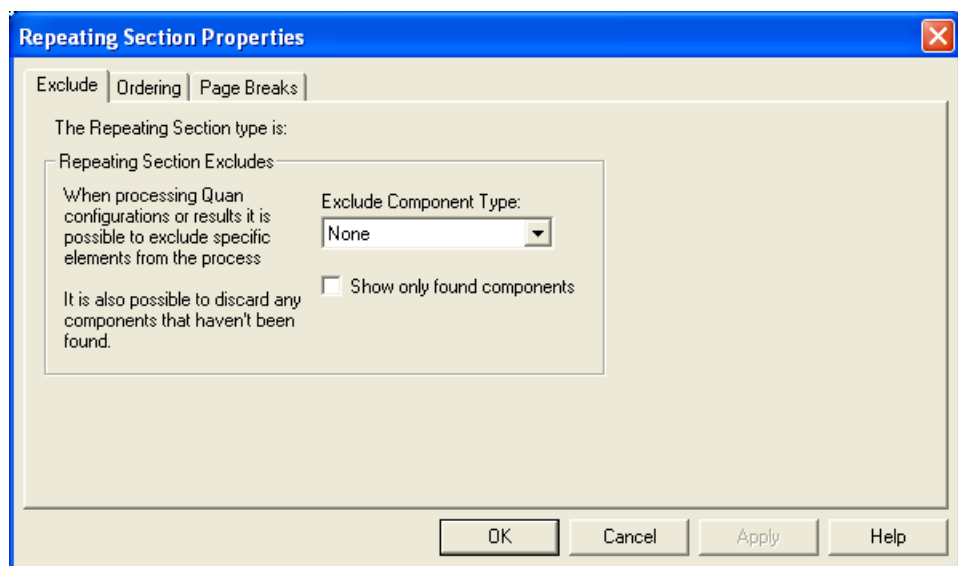 Repeating Section Properties
Exclude
Ordering
Page Breaks
The Repeating Section type is:
Repeating Section Excludes
When processing Quan
configurations or results it is
possible to exclude specific
elements from the process
It is also possible to discard any
components that haven't been
found.
Exclude Component Type:
None
Show only found components
OK
Cancel
Apply
Help